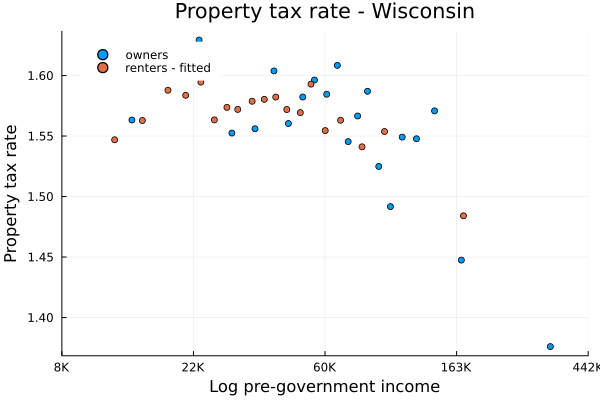 Property tax rate - Wisconsin
owners
renters - fitted
Property tax rate
1.60
1.55
1.50
1.45
1.40
8K
22K
60K
163K
442K
Log pre-government income